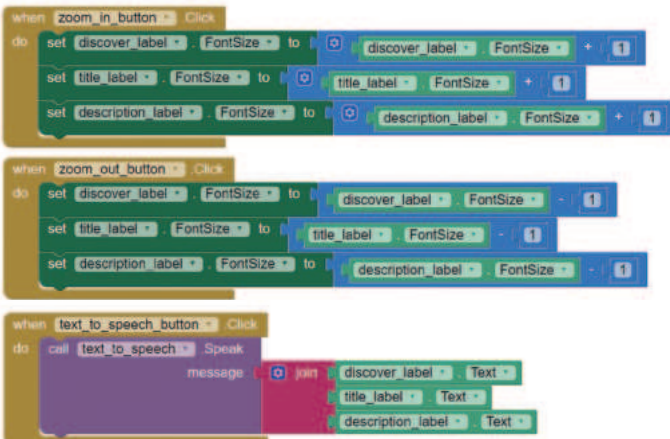 when zoom_in_button . Click
do set discover_label . FontSize to discover_label . FontSize + 1
set title_label . FontSize to title_label . FontSize + 1
set description_label . FontSize to description_label . FontSize + 1
when zoom_out_button . Click
do set discover_label . FontSize to discover_label . FontSize - 1
set title_label . FontSize to title_label . FontSize - 1
set description_label . FontSize to description_label . FontSize - 1
when text_to_speech_button . Click
do call text_to_speech . Speak
message join discover_label . Text
title_label . Text
description_label . Text